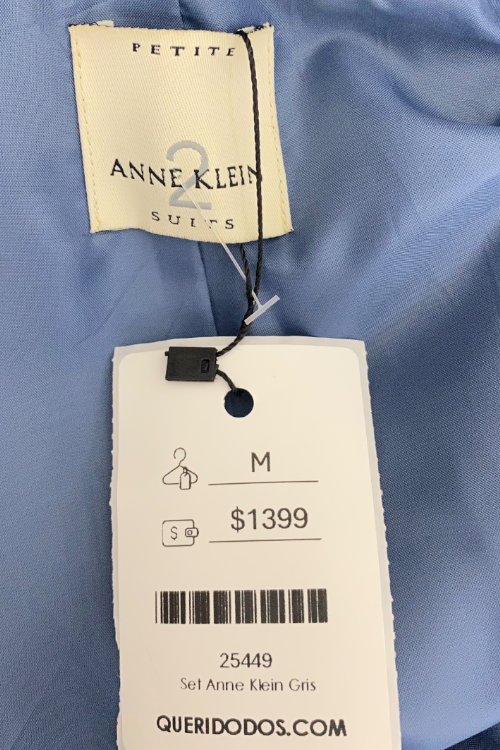 PETITE
2
ANNE KLEIN
SUITS
M
$
$1399
25449
Set Anne Klein Gris
QUERIDODOS.COM